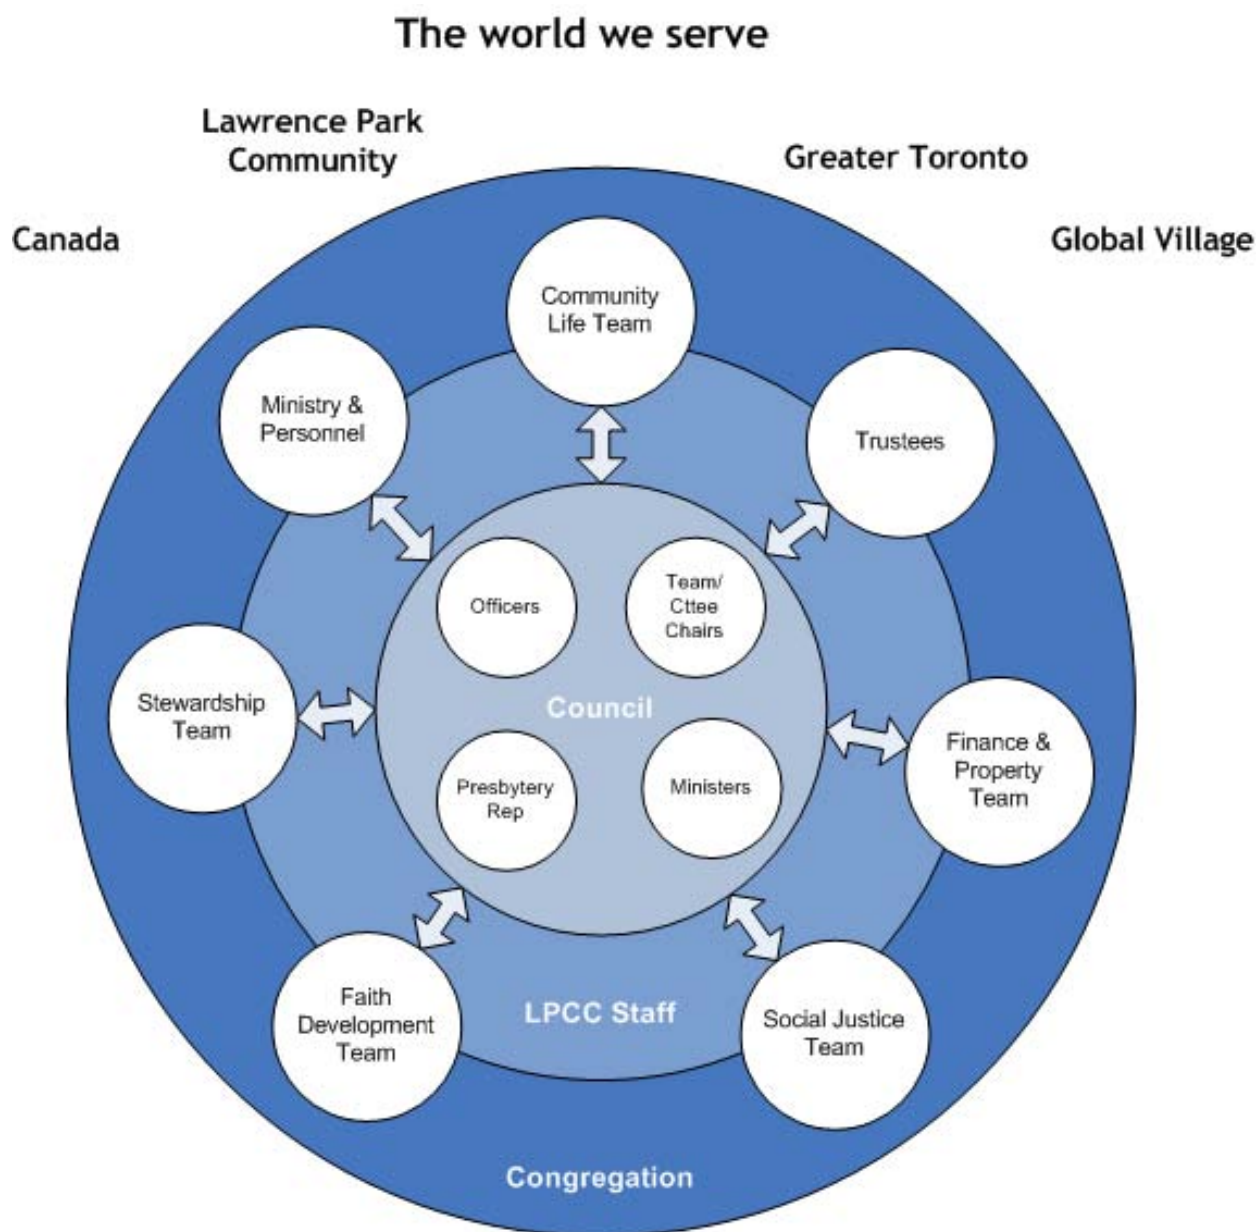 The world we serve
Lawrence Park
Community
Greater Toronto
Canada
Global Village
Community
Life Team
Ministry &
Personnel
Trustees
Officers
Team/
Cttee
Chairs
Stewardship
Team
Council
Finance &
Property
Team
Presbytery
Rep
Ministers
Faith
Development
Team
LPCC Staff
Social Justice
Team
Congregation